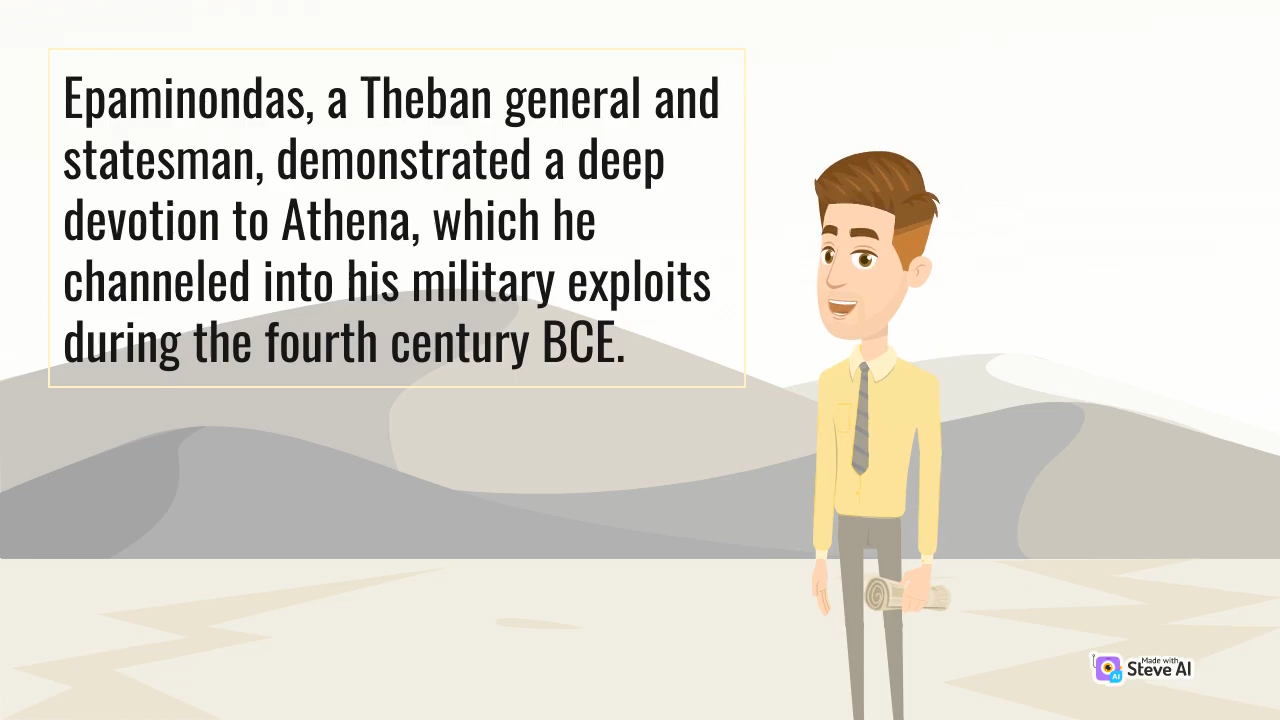 Epaminondas, a Theban general and
statesman, demonstrated a deep
devotion to Athena, which he
channeled into his military exploits
during the fourth century BCE.
Made with
Steve AI
AI